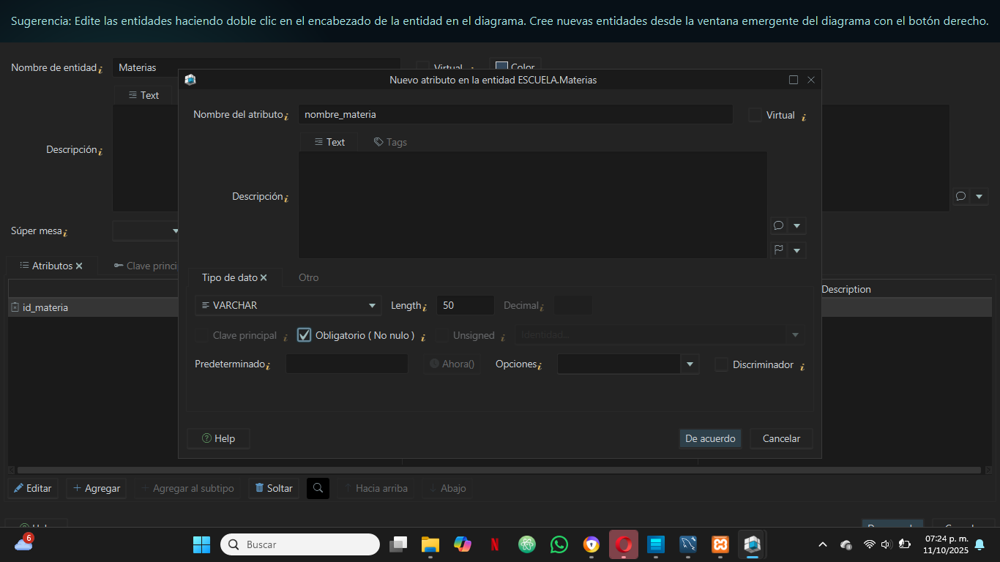 Sugerencia: Edite las entidades haciendo doble clic en el encabezado de la entidad en el diagrama. Cree nuevas entidades desde la ventana emergente del diagrama con el botón derecho.
Nombre de entidad Materias Virtual Color
Nuevo atributo en la entidad ESCUELA.Materias
Text
Nombre del atributo nombre_materia Virtual
Text Tags
Descripción
Descripción
Súper mesa
Atributos Clave princi
Tipo de dato Otro
Description
VARCHAR Length 50 Decimal
id_materia
Clave principal Obligatorio ( No nulo ) Unsigned Identidad...
Predeterminado Ahora() Opciones Discriminador
Help De acuerdo Cancelar
Editar Agregar Agregar al subtipo Soltar Hacia arriba Abajo
6
Buscar
07:24 p. m.
11/10/2025